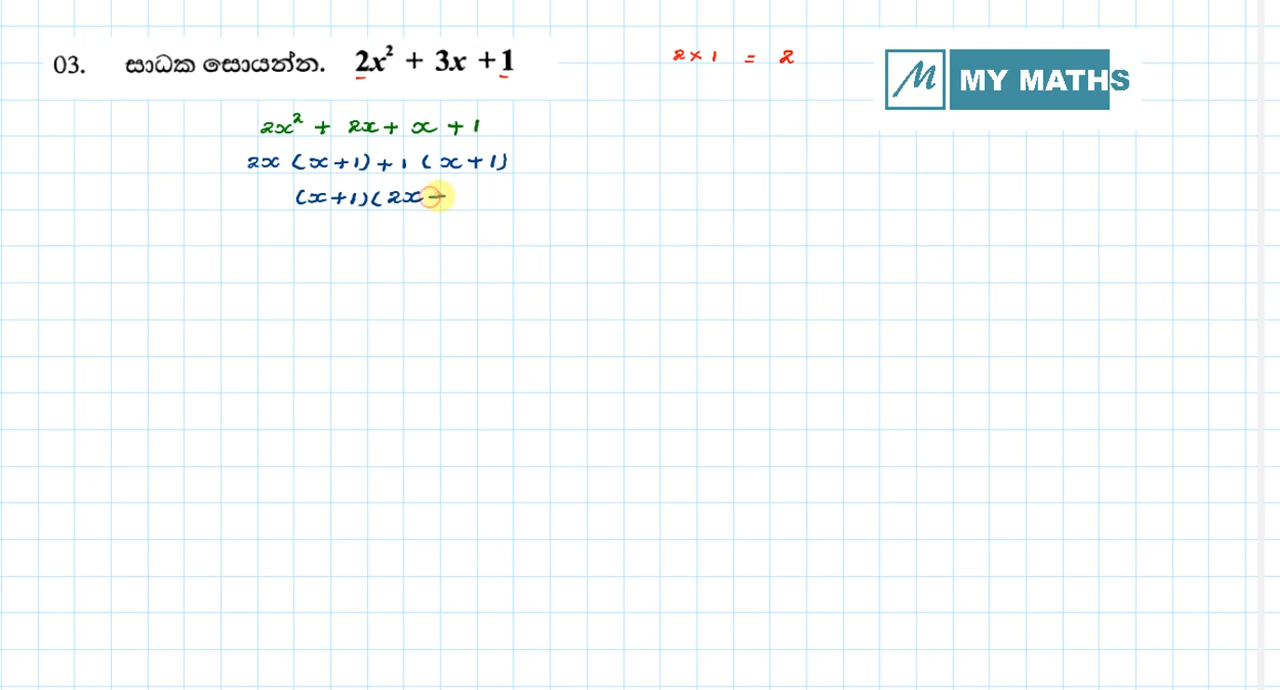 03. සාධක සොයන්න. 2x² + 3x + 1
2 × 1 = 2
M MY MATHS
2x² + 2x + x + 1
2x (x + 1) + 1 (x + 1)
(x + 1) ( 2x -